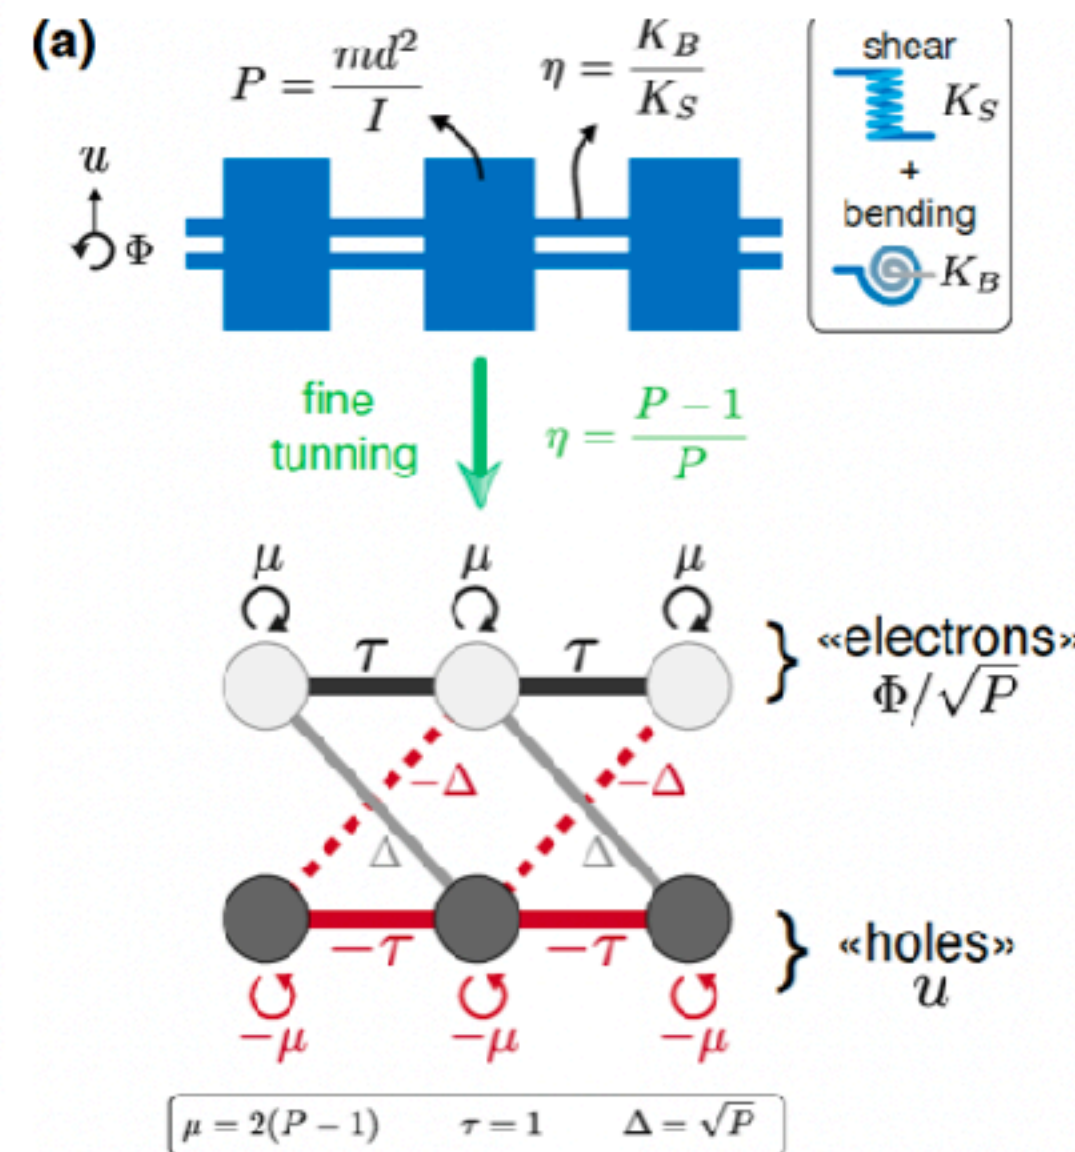 (a)
P = md²/I
η = K_B/K_S
shear
K_S
+
bending
K_B
u
Φ
fine
tunning
η = (P − 1)/P
μ μ μ
τ τ
«electrons»
Φ/√P
−Δ −Δ
Δ Δ
−τ −τ
«holes»
u
−μ −μ −μ
μ = 2(P − 1) τ = 1 Δ = √P